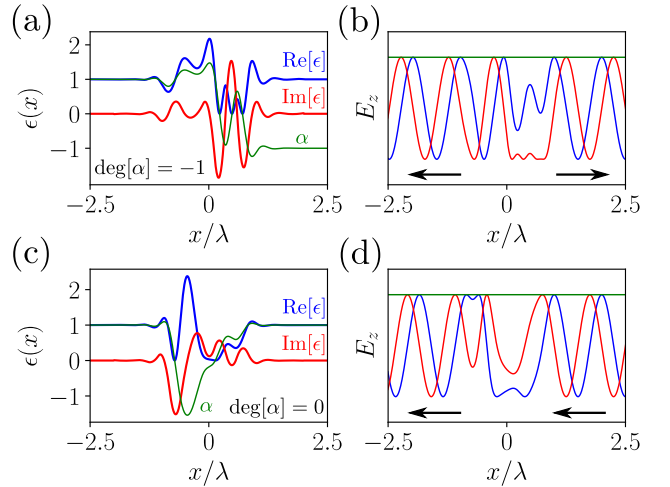 (a)
ϵ(x)
2
1
0
−1
Re[ϵ]
Im[ϵ]
α
deg[α] = −1
−2.5
0
2.5
x/λ
(b)
E_z
−2.5
0
2.5
x/λ
(c)
ϵ(x)
2
1
0
−1
Re[ϵ]
Im[ϵ]
α
deg[α] = 0
−2.5
0
2.5
x/λ
(d)
E_z
−2.5
0
2.5
x/λ